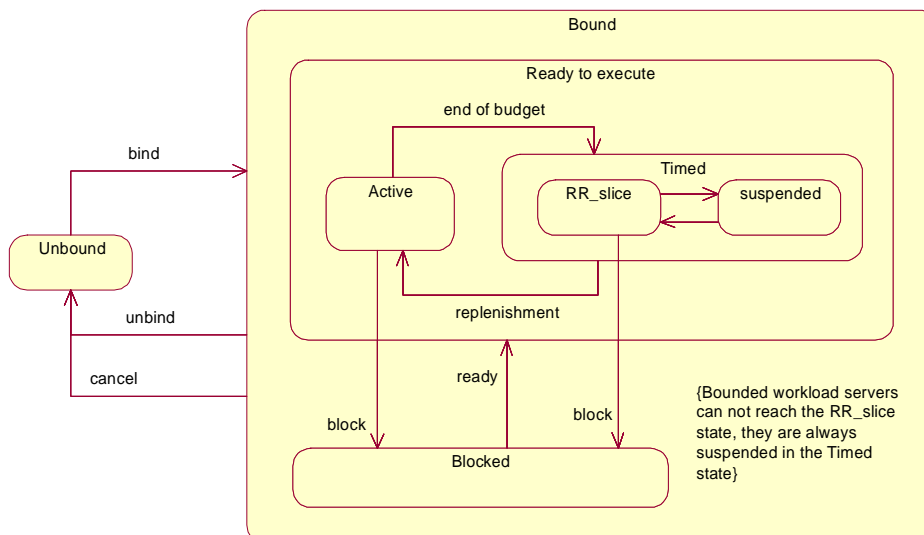 Bound
Ready to execute
end of budget
bind
Timed
Active
RR_slice
suspended
Unbound
replenishment
unbind
cancel
ready
{Bounded workload servers
can not reach the RR_slice
state, they are always
suspended in the Timed
state}
block
block
Blocked